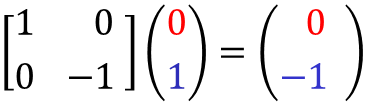 [1 0] (0) = (0)
[0 −1] (1) (−1)